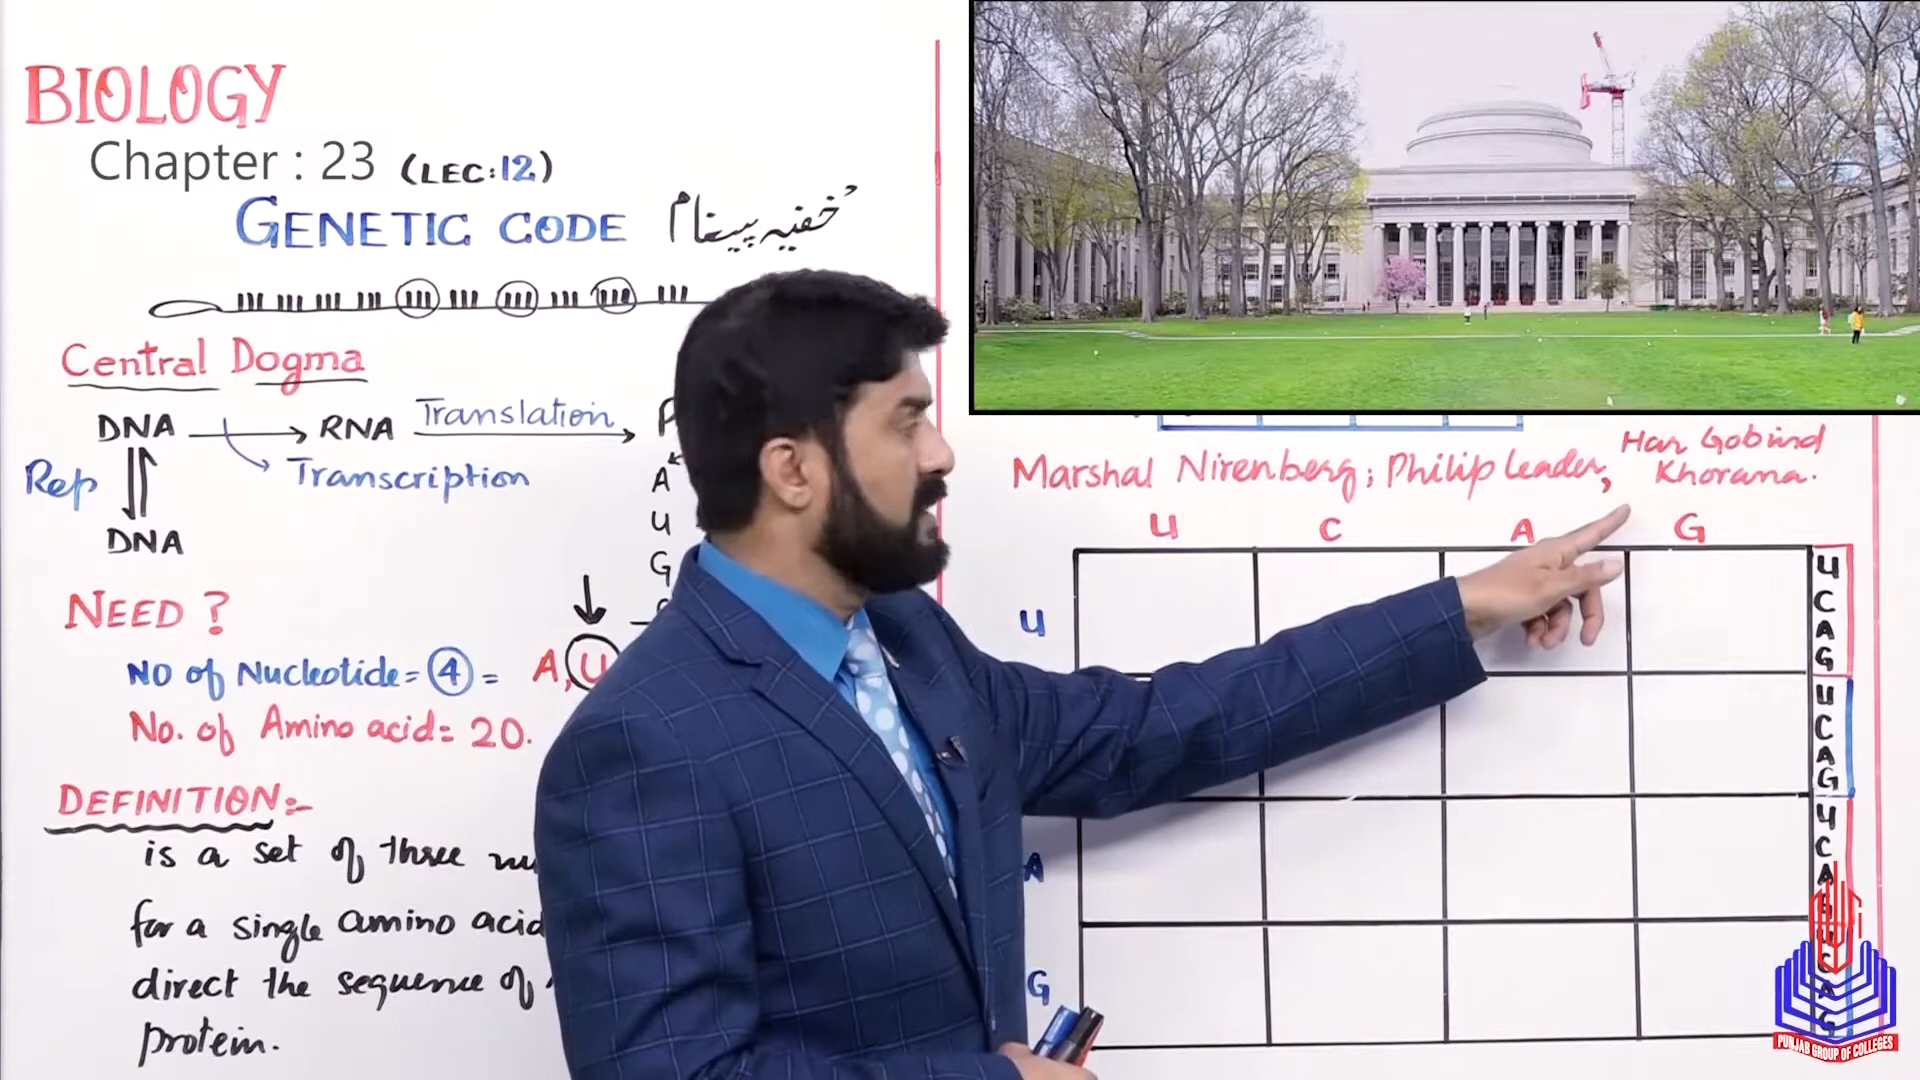 BIOLOGY
Chapter : 23 (LEC:12)
GENETIC CODE خفیہ پیغام
Central Dogma
DNA RNA Translation P
Rep Transcription
DNA
A
U
G
NEED ?
NO of Nucleotide = 4 = A, U
No. of Amino acid = 20.
DEFINITION:-
is a set of three nu
for a single amino acid
direct the sequence of
protein.
Marshal Nirenberg; Philip Leader, Har Gobind
Khorana.
U C A G
U
A
G
U
C
A
G
U
C
A
G
U
C
A
G
U
C
A
G
PUNJAB GROUP OF COLLEGES